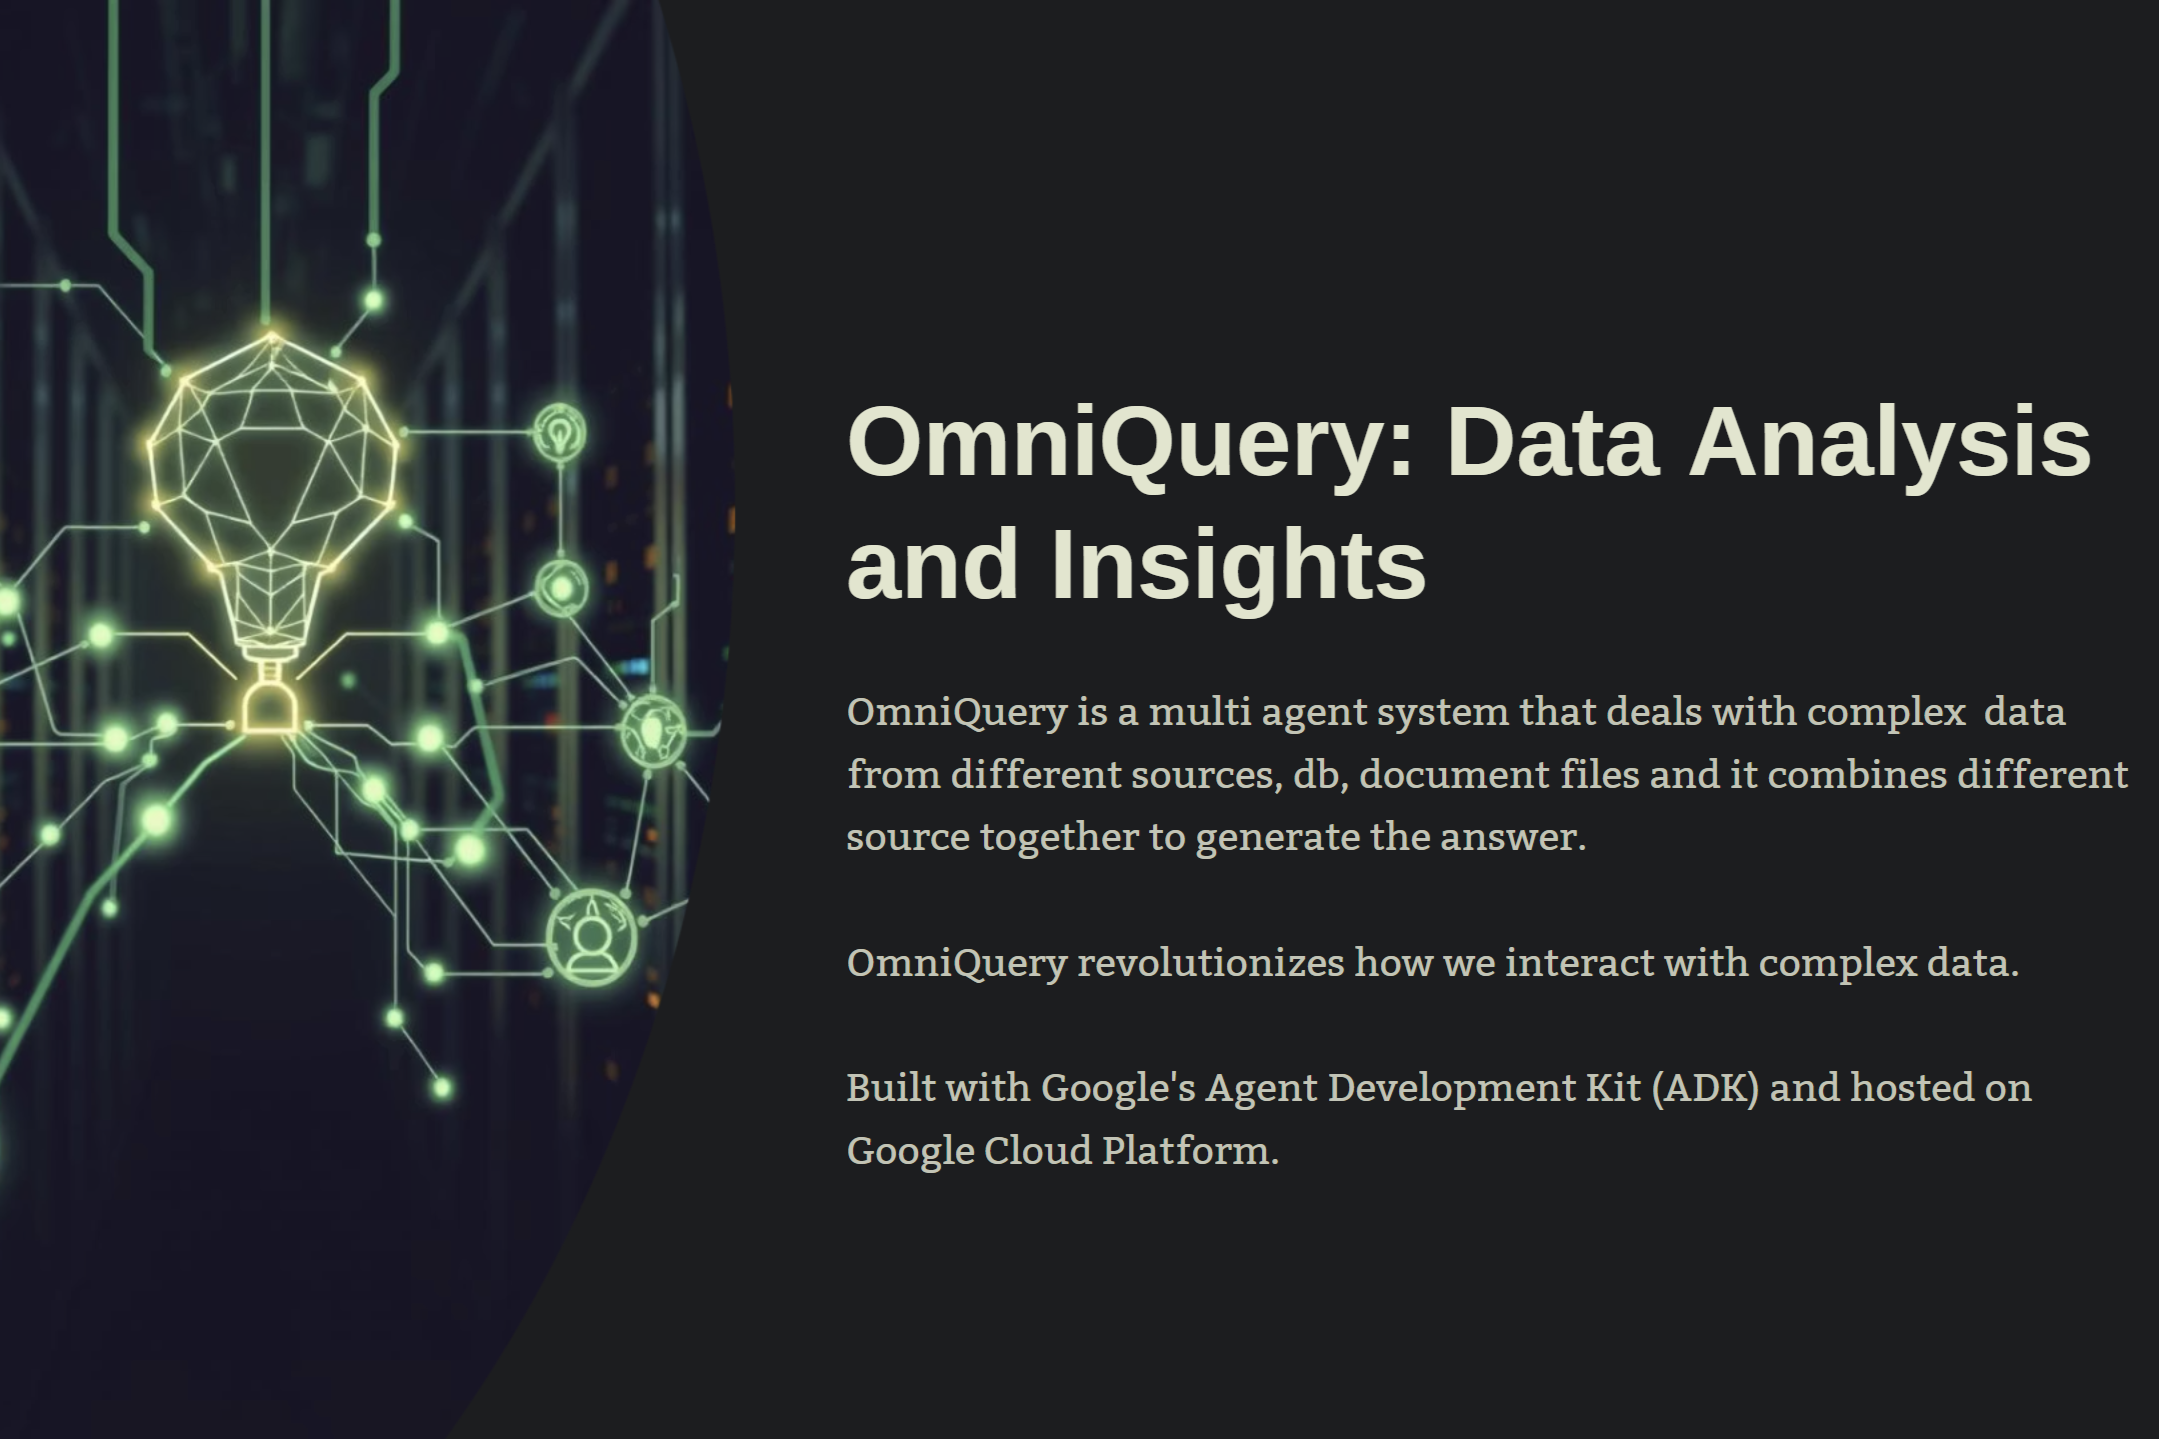 OmniQuery: Data Analysis
and Insights
OmniQuery is a multi agent system that deals with complex  data
from different sources, db, document files and it combines different
source together to generate the answer.
OmniQuery revolutionizes how we interact with complex data.
Built with Google's Agent Development Kit (ADK) and hosted on
Google Cloud Platform.